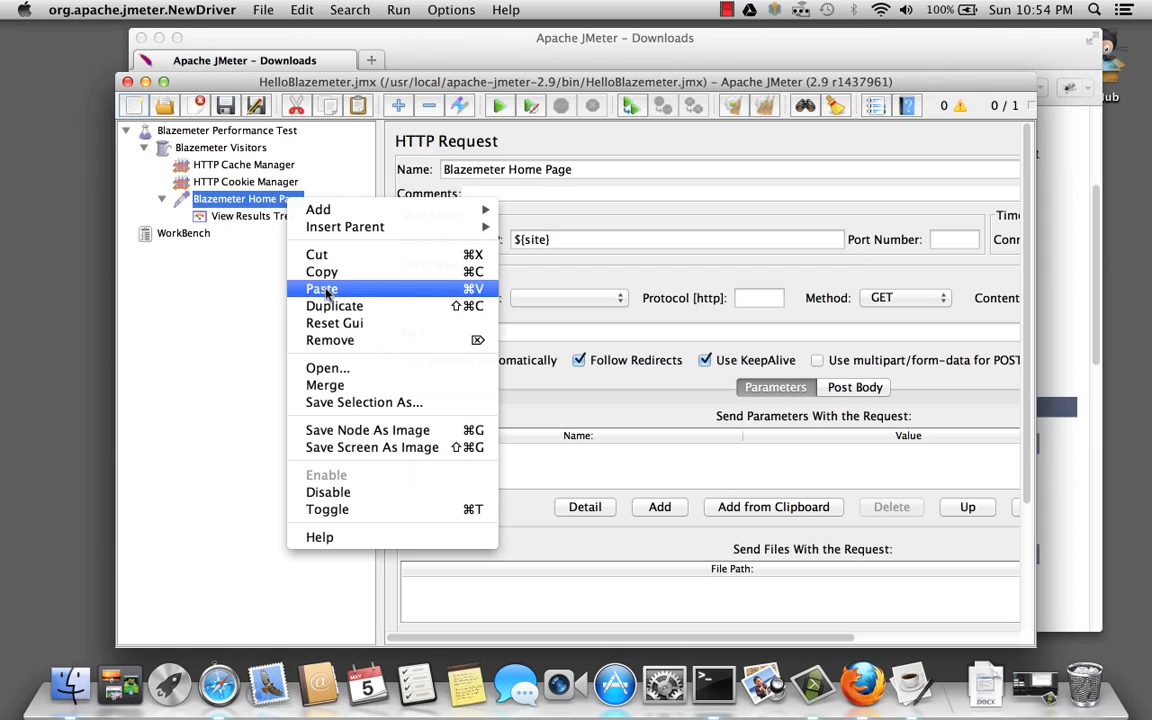 org.apache.jmeter.NewDriver File Edit Search Run Options Help 100% Sun 10:54 PM
Apache JMeter – Downloads
Apache JMeter – Downloads
HelloBlazemeter.jmx (/usr/local/apache-jmeter-2.9/bin/HelloBlazemeter.jmx) – Apache JMeter (2.9 r1437961)
0 0 / 1
Blazemeter Performance Test
Blazemeter Visitors
HTTP Cache Manager
HTTP Cookie Manager
Blazemeter Home Pa
View Results Tre
WorkBench
Add
Insert Parent
Cut ⌘X
Copy ⌘C
Paste ⌘V
Duplicate ⇧⌘C
Reset Gui
Remove ⌦
Open...
Merge
Save Selection As...
Save Node As Image ⌘G
Save Screen As Image ⇧⌘G
Enable
Disable
Toggle ⌘T
Help
HTTP Request
Name: Blazemeter Home Page
Comments:
Time
${site} Port Number: Conn
Protocol [http]: Method: GET Content
utomatically Follow Redirects Use KeepAlive Use multipart/form-data for POST
Parameters Post Body
Send Parameters With the Request:
Name: Value
Detail Add Add from Clipboard Delete Up
Send Files With the Request:
File Path:
MAY
5
DOCX